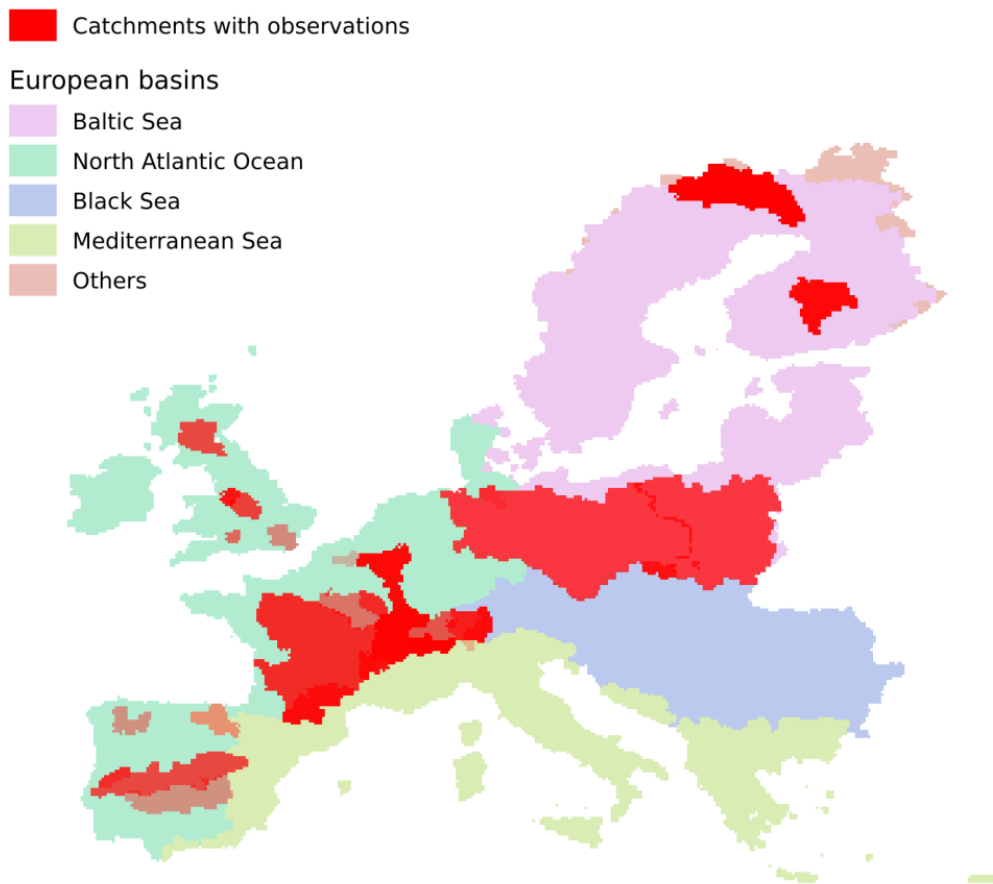 Catchments with observations
European basins
Baltic Sea
North Atlantic Ocean
Black Sea
Mediterranean Sea
Others